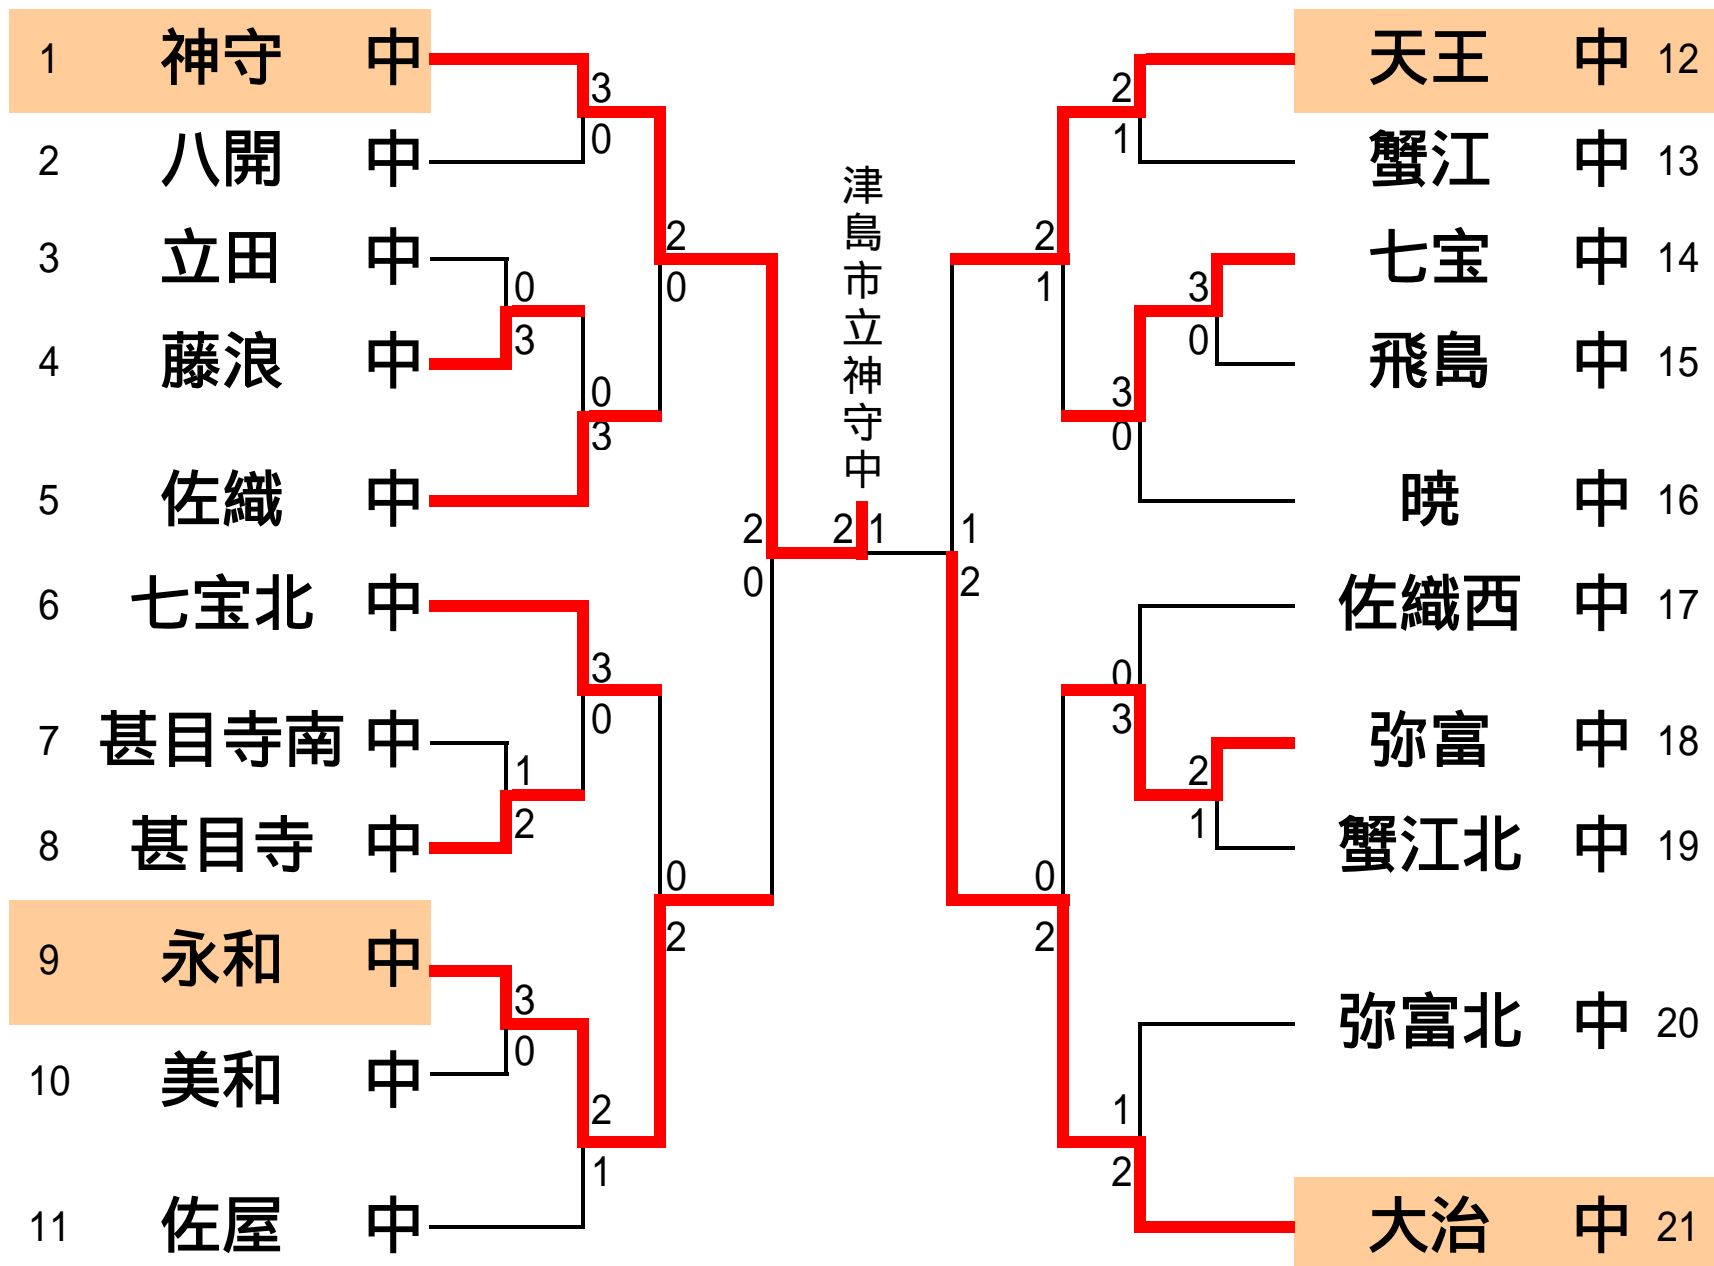 1 神守 中
2 八開 中
3 立田 中
4 藤浪 中
5 佐織 中
6 七宝北 中
7 甚目寺南 中
8 甚目寺 中
9 永和 中
10 美和 中
11 佐屋 中
3
0
0
3
0
3
2
0
3
0
1
2
3
0
2
1
0
2
2
0
津島市立神守中
2 1
1
2
2
1
2
1
3
0
3
0
0
3
2
1
0
2
1
2
天王 中 12
蟹江 中 13
七宝 中 14
飛島 中 15
暁 中 16
佐織西 中 17
弥富 中 18
蟹江北 中 19
弥富北 中 20
大治 中 21